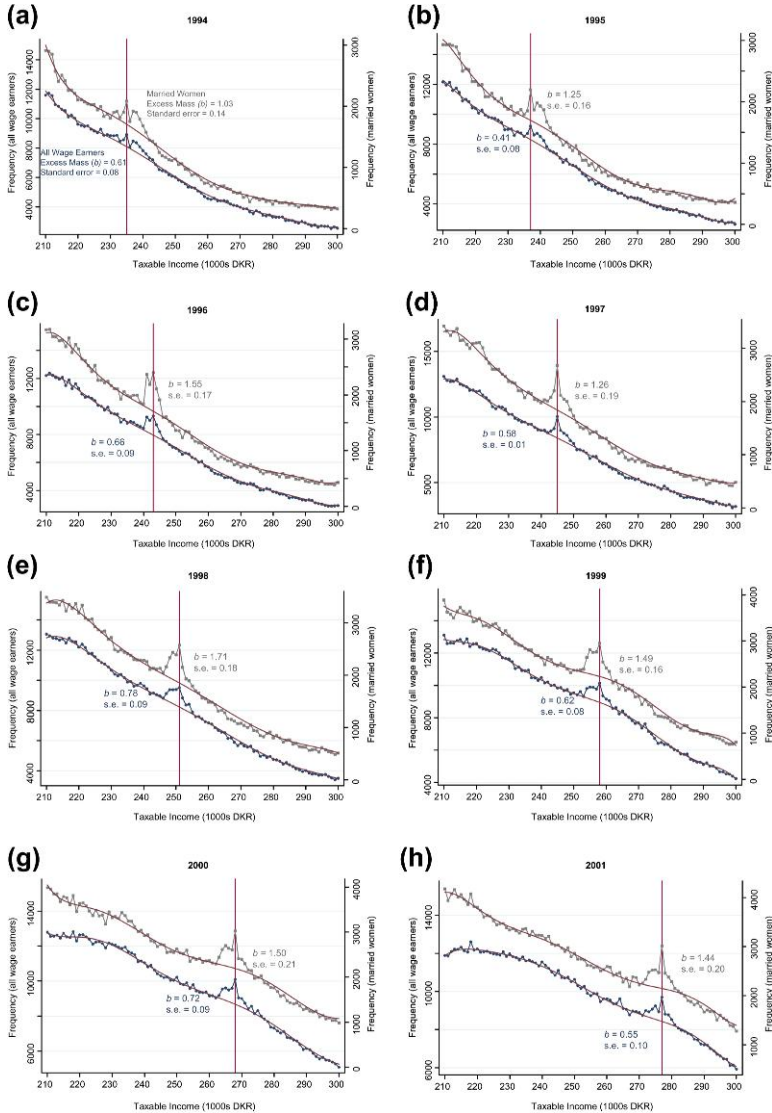 (a)
1994
Frequency (all wage earners)
4000 6000 8000 10000 12000 14000
Married Women
Excess Mass (b) = 1.03
Standard error = 0.14
All Wage Earners
Excess Mass (b) = 0.61
Standard error = 0.08
0 1000 2000 3000
Frequency (married women)
210 220 230 240 250 260 270 280 290 300
Taxable Income (1000s DKR)
(b)
1995
Frequency (all wage earners)
4000 8000 12000
b = 1.25
s.e. = 0.16
b = 0.41
s.e. = 0.08
0 1000 2000 3000
Frequency (married women)
210 220 230 240 250 260 270 280 290 300
Taxable Income (1000s DKR)
(c)
1996
Frequency (all wage earners)
4000 8000 12000
b = 1.55
s.e. = 0.17
b = 0.66
s.e. = 0.09
0 1000 2000 3000
Frequency (married women)
210 220 230 240 250 260 270 280 290 300
Taxable Income (1000s DKR)
(d)
1997
Frequency (all wage earners)
5000 10000 15000
b = 1.26
s.e. = 0.19
b = 0.58
s.e. = 0.01
0 1000 2000 3000
Frequency (married women)
210 220 230 240 250 260 270 280 290 300
Taxable Income (1000s DKR)
(e)
1998
Frequency (all wage earners)
4000 8000 12000
b = 1.71
s.e. = 0.18
b = 0.78
s.e. = 0.09
0 1000 2000 3000
Frequency (married women)
210 220 230 240 250 260 270 280 290 300
Taxable Income (1000s DKR)
(f)
1999
Frequency (all wage earners)
4000 6000 8000 10000 12000 14000
b = 1.49
s.e. = 0.16
b = 0.62
s.e. = 0.08
0 1000 2000 3000 4000
Frequency (married women)
210 220 230 240 250 260 270 280 290 300
Taxable Income (1000s DKR)
(g)
2000
Frequency (all wage earners)
6000 10000 12000 14000
b = 1.50
s.e. = 0.21
b = 0.72
s.e. = 0.09
0 1000 2000 3000 4000
Frequency (married women)
210 220 230 240 250 260 270 280 290 300
Taxable Income (1000s DKR)
(h)
2001
Frequency (all wage earners)
6000 10000 14000
b = 1.44
s.e. = 0.20
b = 0.55
s.e. = 0.10
1000 2000 3000 4000
Frequency (married women)
210 220 230 240 250 260 270 280 290 300
Taxable Income (1000s DKR)